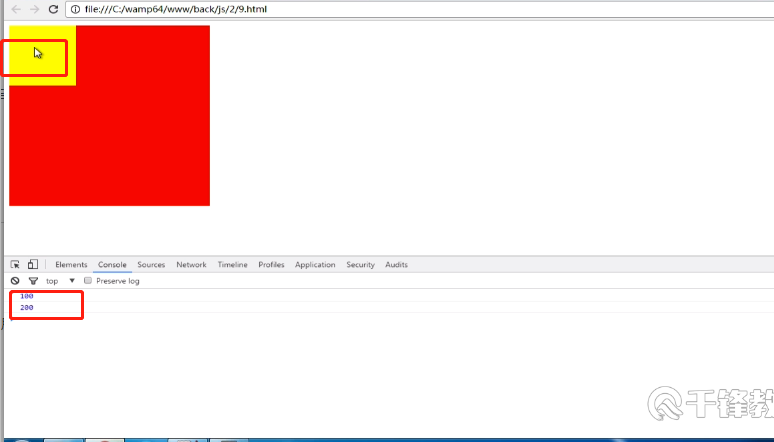 file:///C:/wamp64/www/back/js/2/9.html
Elements Console Sources Network Timeline Profiles Application Security Audits
top ▼ Preserve log
100
200
千锋教